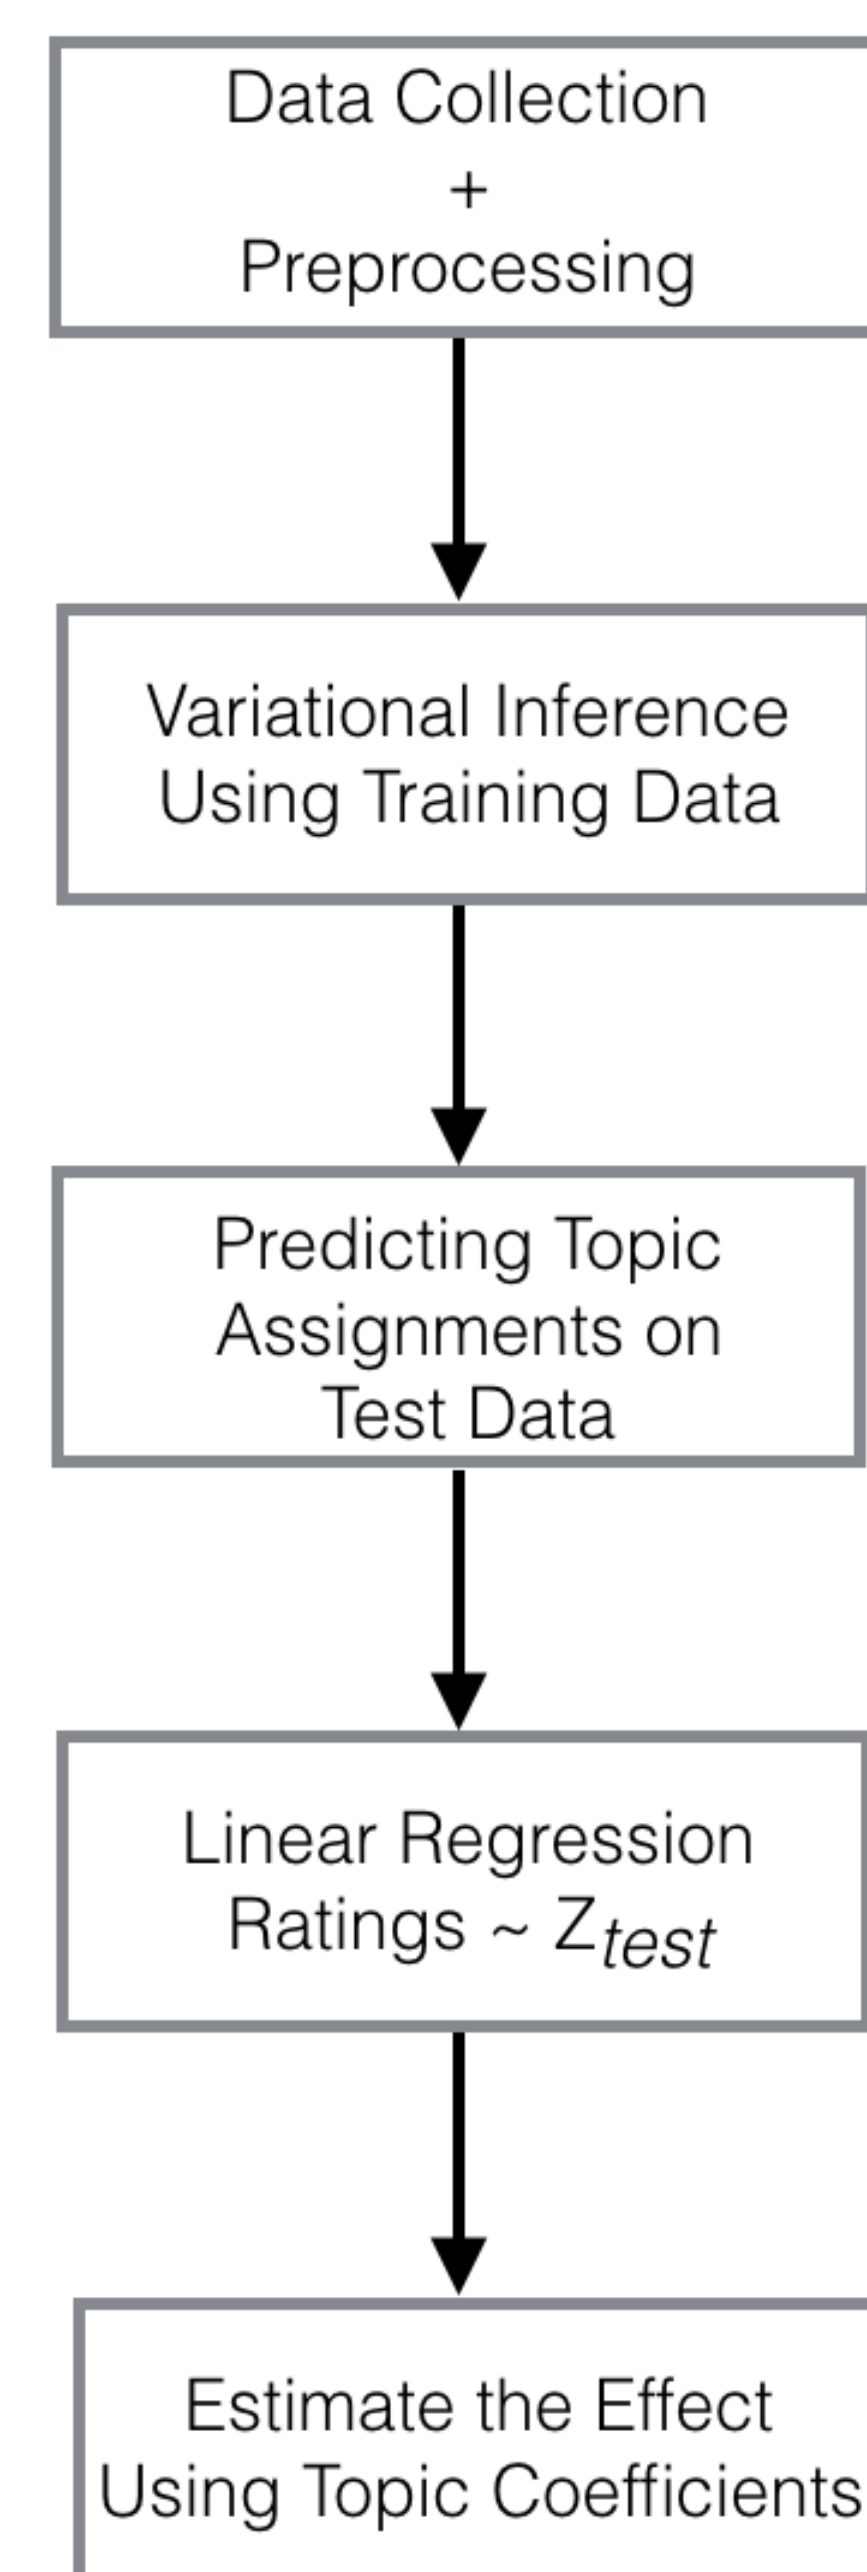 Data Collection
+
Preprocessing
Variational Inference
Using Training Data
Predicting Topic
Assignments on
Test Data
Linear Regression
Ratings ~ Z_test
Estimate the Effect
Using Topic Coefficients